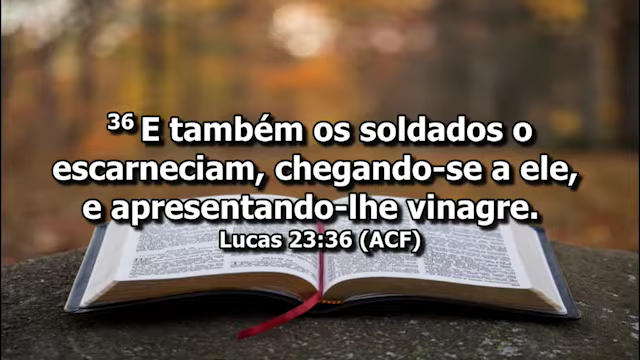 36 E também os soldados o
escarneciam, chegando-se a ele,
e apresentando-lhe vinagre.
Lucas 23:36 (ACF)